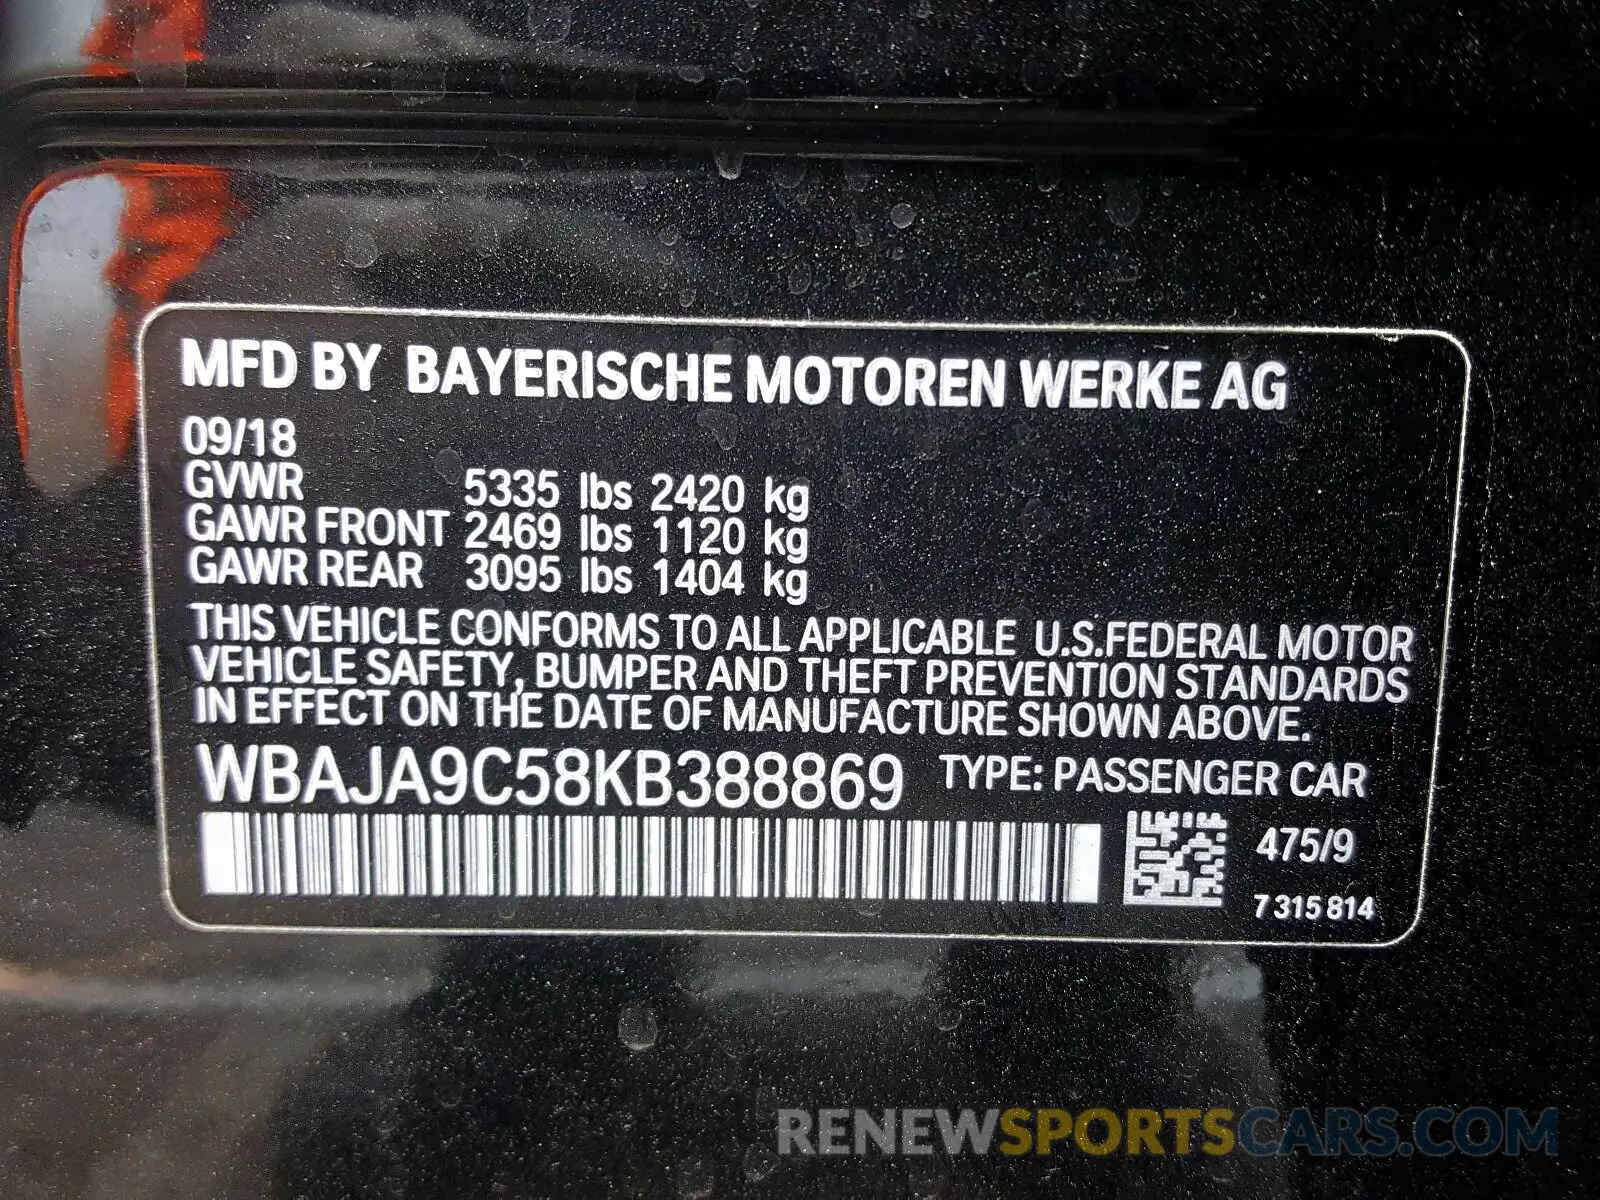 MFD BY BAYERISCHE MOTOREN WERKE AG
09/18
GVWR 5335 lbs 2420 kg
GAWR FRONT 2469 lbs 1120 kg
GAWR REAR 3095 lbs 1404 kg
THIS VEHICLE CONFORMS TO ALL APPLICABLE U.S.FEDERAL MOTOR
VEHICLE SAFETY, BUMPER AND THEFT PREVENTION STANDARDS
IN EFFECT ON THE DATE OF MANUFACTURE SHOWN ABOVE.
WBAJA9C58KB388869 TYPE: PASSENGER CAR
475/9
7 315 814
RENEWSPORTSCARS.COM